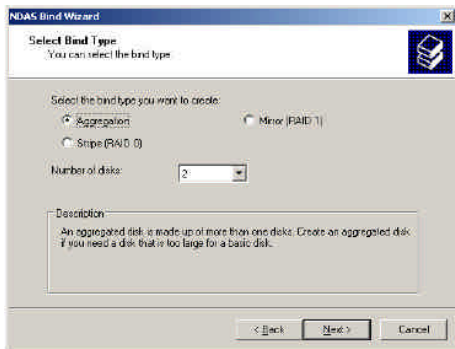 NDAS Bind Wizard
Select Bind Type
You can select the bind type
Select the bind type you want to create:
Aggregation
Mirror (RAID 1)
Stripe (RAID 0)
Number of disks:
2
Description
An aggregated disk is made up of more than one disks. Create an aggregated disk
if you need a disk that is too large for a basic disk.
< Back
Next >
Cancel